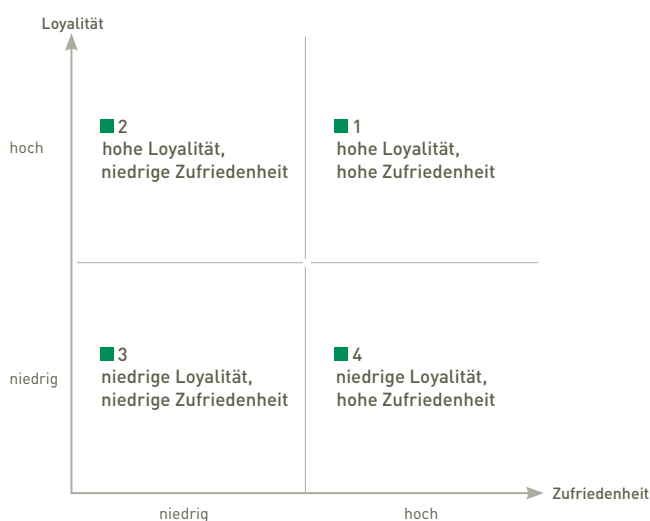 Loyalität
hoch
2
hohe Loyalität,
niedrige Zufriedenheit
1
hohe Loyalität,
hohe Zufriedenheit
niedrig
3
niedrige Loyalität,
niedrige Zufriedenheit
4
niedrige Loyalität,
hohe Zufriedenheit
Zufriedenheit
niedrig
hoch